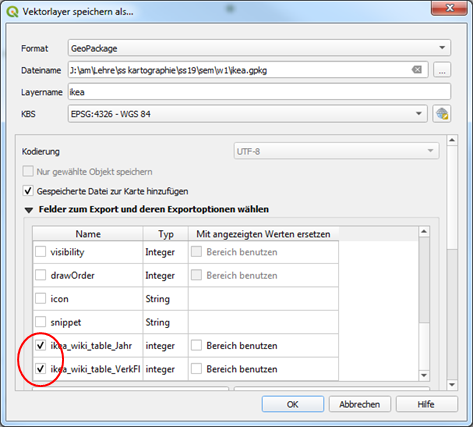 Vektorlayer speichern als...
Format GeoPackage
Dateiname J:\am\Lehre\ss kartographie\ss19\sem\w1\ikea.gpkg ...
Layername ikea
KBS EPSG:4326 - WGS 84
Kodierung UTF-8
Nur gewählte Objekt speichern
Gespeicherte Datei zur Karte hinzufügen
Felder zum Export und deren Exportoptionen wählen
Name Typ Mit angezeigten Werten ersetzen
visibility Integer Bereich benutzen
drawOrder Integer Bereich benutzen
icon String
snippet String
ikea_wiki_table_Jahr integer Bereich benutzen
ikea_wiki_table_VerkFl integer Bereich benutzen
OK Abbrechen Hilfe